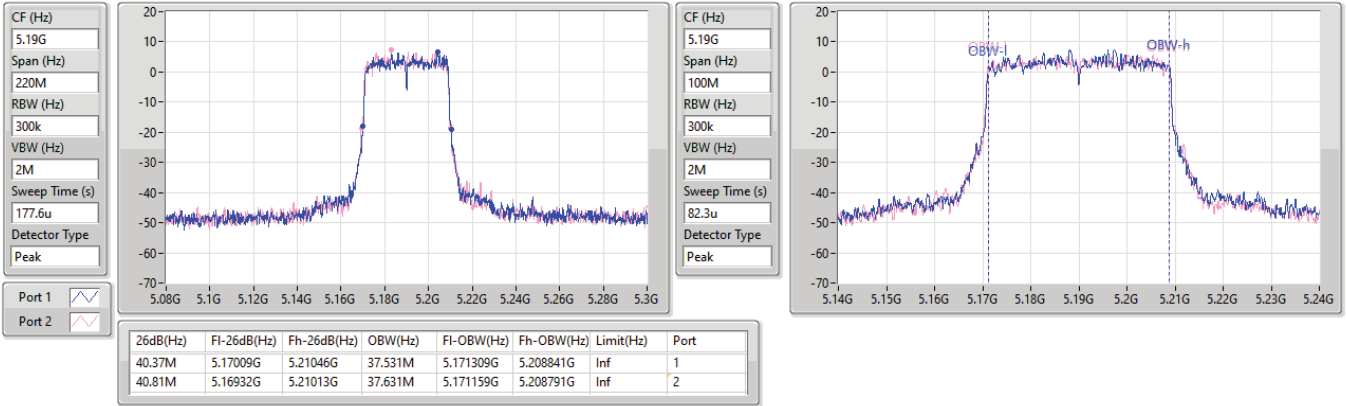 CF (Hz)
5.19G
Span (Hz)
220M
RBW (Hz)
300k
VBW (Hz)
2M
Sweep Time (s)
177.6u
Detector Type
Peak
Port 1
Port 2
20
10
0
-10
-20
-30
-40
-50
-60
-70
5.08G 5.1G 5.12G 5.14G 5.16G 5.18G 5.2G 5.22G 5.24G 5.26G 5.28G 5.3G
CF (Hz)
5.19G
Span (Hz)
100M
RBW (Hz)
300k
VBW (Hz)
2M
Sweep Time (s)
82.3u
Detector Type
Peak
20
10
0
-10
-20
-30
-40
-50
-60
-70
OBW-l OBW-h
5.14G 5.15G 5.16G 5.17G 5.18G 5.19G 5.2G 5.21G 5.22G 5.23G 5.24G
26dB(Hz) Fl-26dB(Hz) Fh-26dB(Hz) OBW(Hz) Fl-OBW(Hz) Fh-OBW(Hz) Limit(Hz) Port
40.37M 5.17009G 5.21046G 37.531M 5.171309G 5.208841G Inf 1
40.81M 5.16932G 5.21013G 37.631M 5.171159G 5.208791G Inf 2